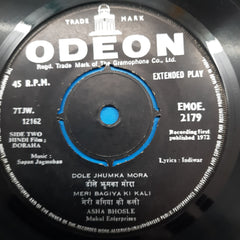 TRADE MARK
ODEON
Regd. Trade Mark of The Gramophone Co. Ltd.
45 R.P.M.
EXTENDED PLAY
7TJW.
12162
EMOE.
2179
SIDE TWO
HINDI Film:
DORAHA
Recording first
published 1972
Music :
Sapan Jagmohan
Lyrics : Indiwar
DOLE JHUMKA MORA
डोले झुमका मोरा
MERI BAGIYA KI KALI
मेरी बगिया की कली
ASHA BHOSLE
Mukul Enterprises